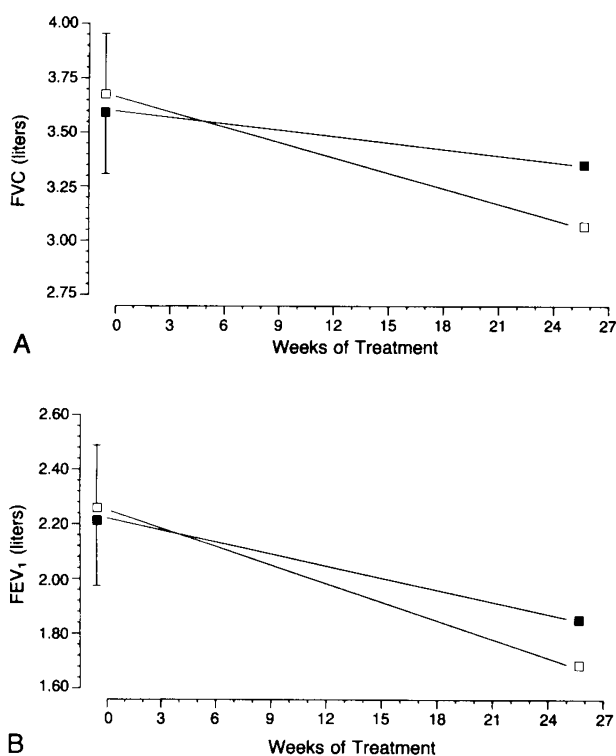 4.00
3.75
3.50
3.25
3.00
2.75
FVC (liters)
0 3 6 9 12 15 18 21 24 27
A
Weeks of Treatment
2.60
2.40
2.20
2.00
1.80
1.60
FEV₁ (liters)
0 3 6 9 12 15 18 21 24 27
B
Weeks of Treatment